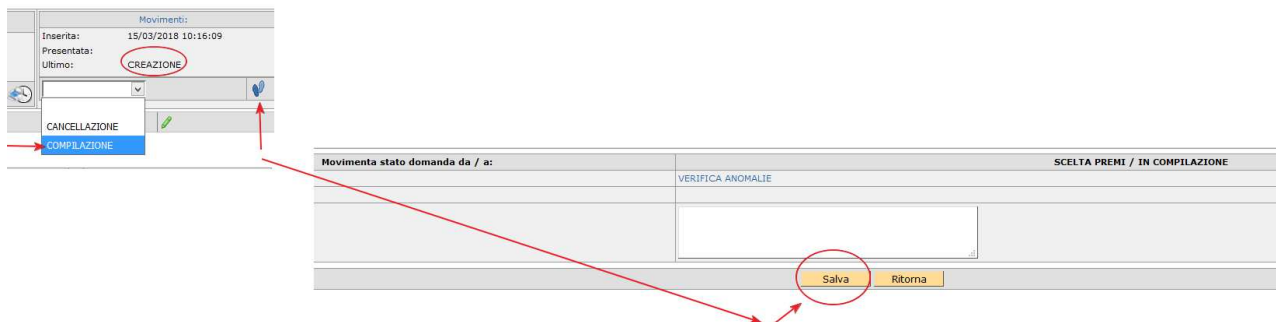 Movimenti:
Inserita: 15/03/2018 10:16:09
Presentata:
Ultimo: CREAZIONE
CANCELLAZIONE
COMPILAZIONE
Movimenta stato domanda da / a: SCELTA PREMI / IN COMPILAZIONE
VERIFICA ANOMALIE
Salva Ritorna